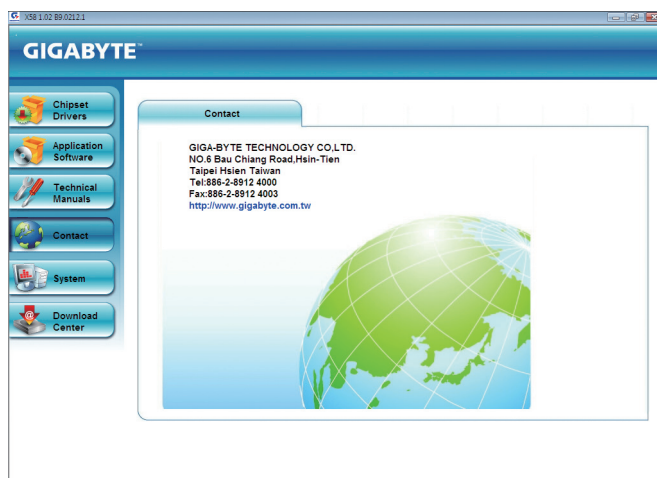 X58 1.02 B9.0212.1
GIGABYTE™
Chipset
Drivers
Application
Software
Technical
Manuals
Contact
System
Download
Center
Contact
GIGA-BYTE TECHNOLOGY CO,LTD.
NO.6 Bau Chiang Road,Hsin-Tien
Taipei Hsien Taiwan
Tel:886-2-8912 4000
Fax:886-2-8912 4003
http://www.gigabyte.com.tw